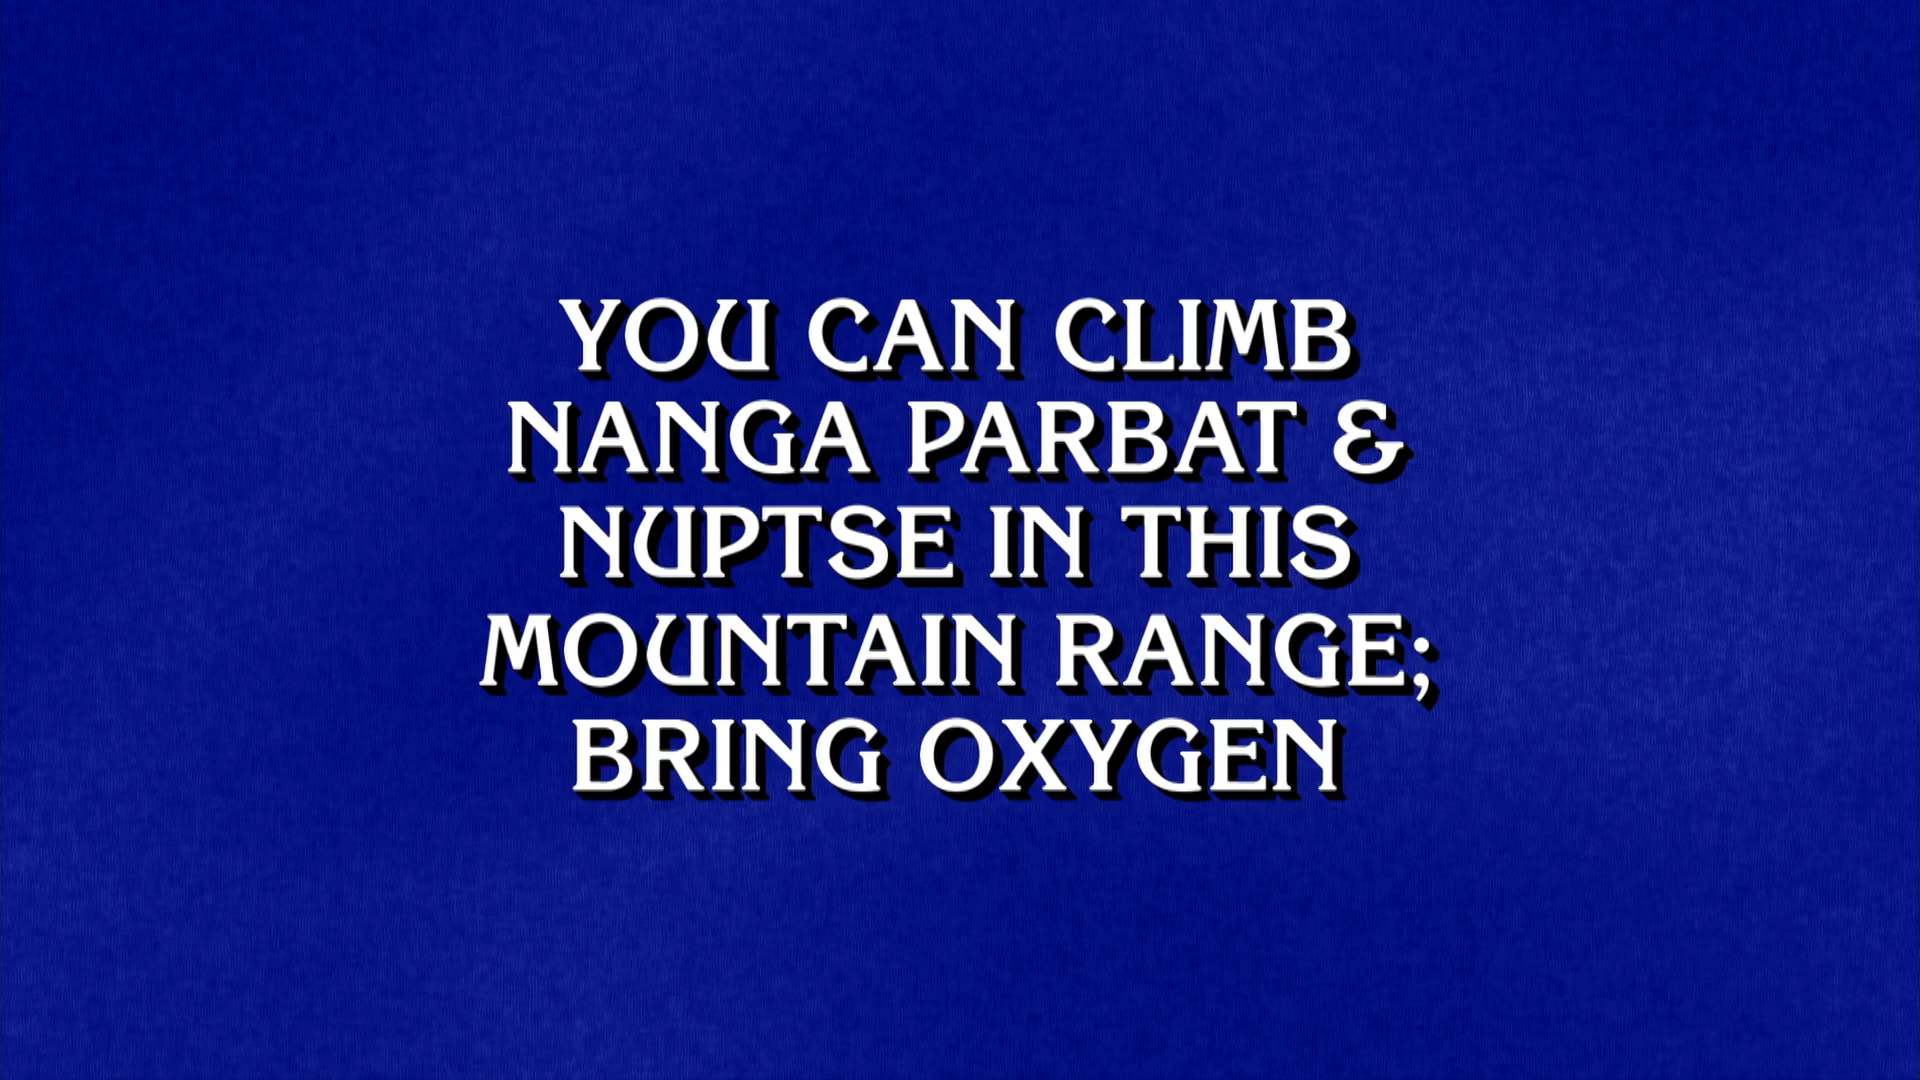 YOU CAN CLIMB
NANGA PARBAT &
NUPTSE IN THIS
MOUNTAIN RANGE;
BRING OXYGEN